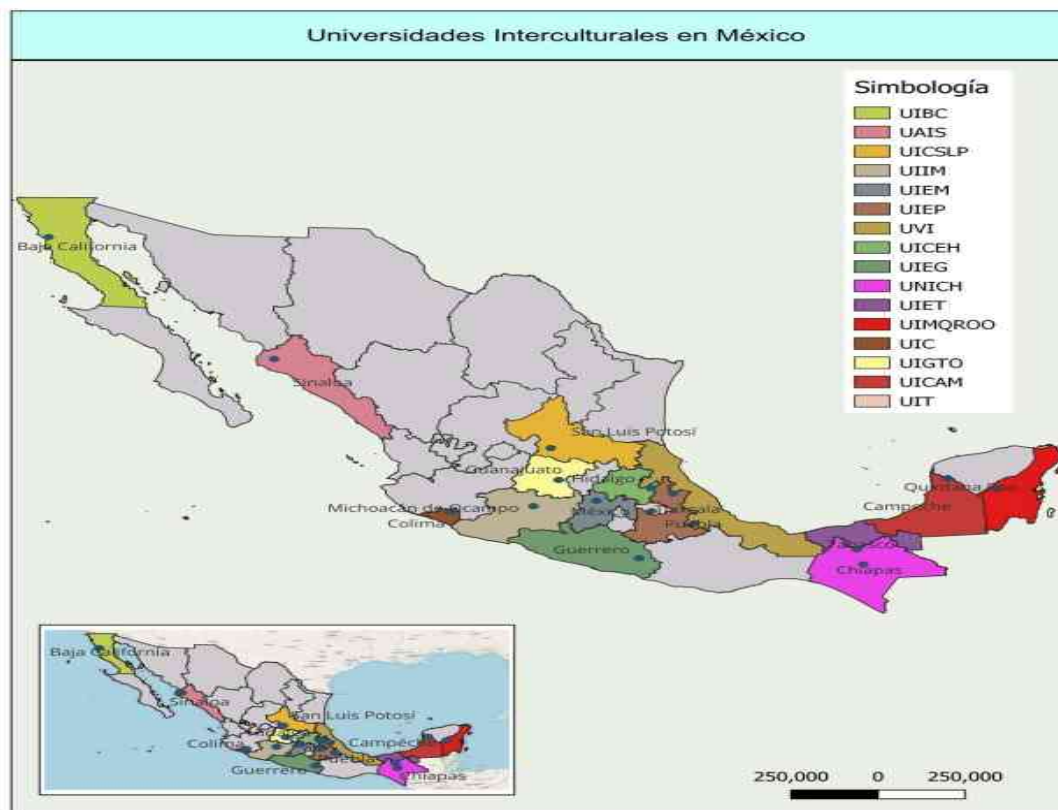 Universidades Interculturales en México
Simbología
UIBC
UAIS
UICSLP
UIIM
UIEM
UIEP
UVI
UICEH
UIEG
UNICH
UIET
UIMQROO
UIC
UIGTO
UICAM
UIT
Baja California
Sinaloa
San Luis Potosí
Guanajuato
Hidalgo
Michoacán de Ocampo
México
Colima
Puebla
Guerrero
Quintana
Campeche
Chiapas
Baja California
Sinaloa
San Luis Potosí
Colima
Campeche
Puebla
Guerrero
Chiapas
250,000 0 250,000